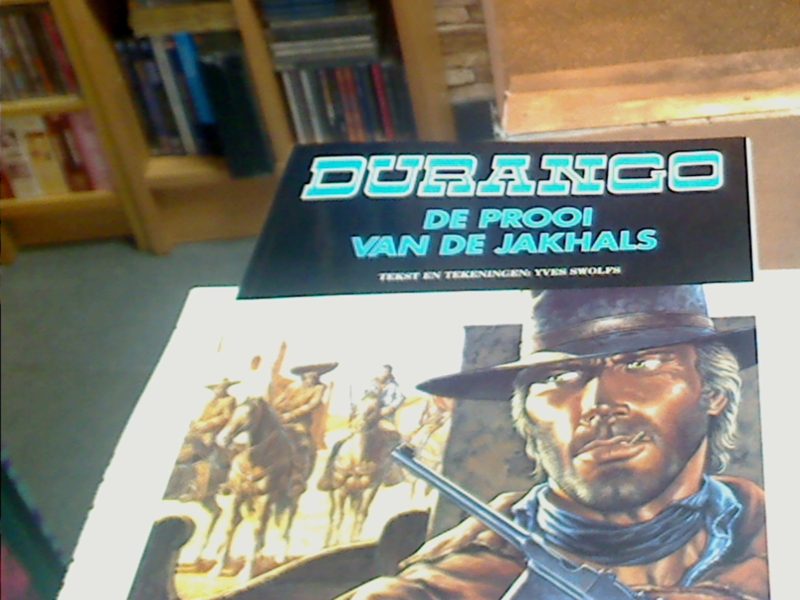 DURANGO
DE PROOI
VAN DE JAKHALS
TEKST EN TEKENINGEN: YVES SWOLFS